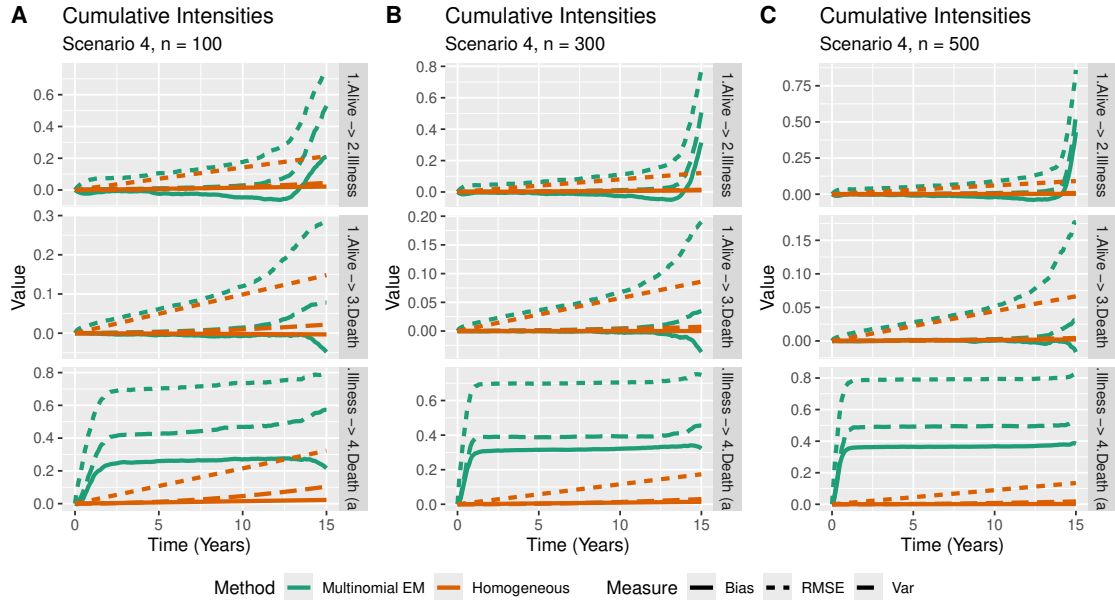 A
Cumulative Intensities
Scenario 4, n = 100
B
Cumulative Intensities
Scenario 4, n = 300
C
Cumulative Intensities
Scenario 4, n = 500
Value
0.6
0.4
0.2
0.0
1.Alive −> 2.Illness
0.3
0.2
0.1
0.0
1.Alive −> 3.Death
0.8
0.6
0.4
0.2
0.0
.Illness −> 4.Death (a
0 5 10 15
Time (Years)
Value
0.8
0.6
0.4
0.2
0.0
1.Alive −> 2.Illness
0.20
0.15
0.10
0.05
0.00
1.Alive −> 3.Death
0.8
0.6
0.4
0.2
0.0
.Illness −> 4.Death (a
0 5 10 15
Time (Years)
Value
0.75
0.50
0.25
0.00
1.Alive −> 2.Illness
0.15
0.10
0.05
0.00
1.Alive −> 3.Death
0.8
0.6
0.4
0.2
0.0
.Illness −> 4.Death (a
0 5 10 15
Time (Years)
Method Multinomial EM Homogeneous Measure Bias RMSE Var